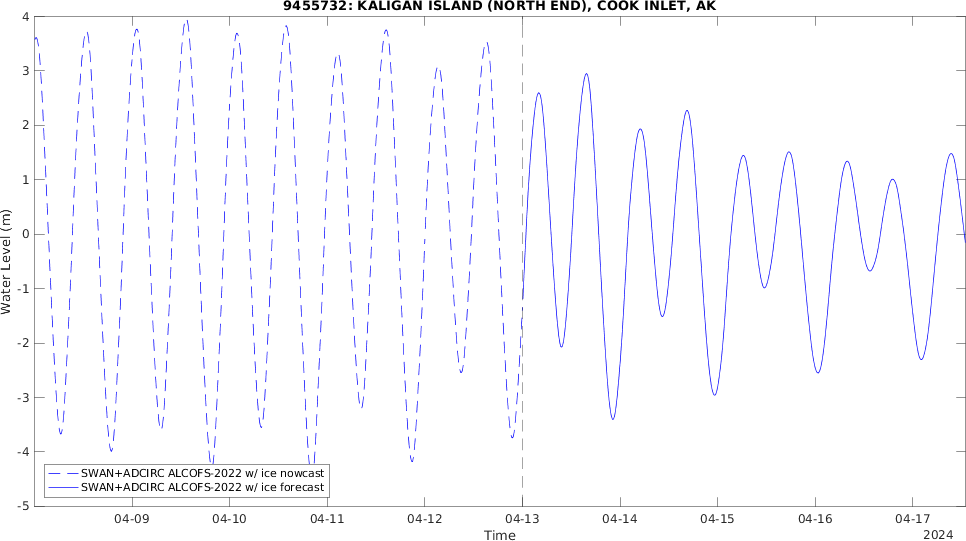 9455732: KALIGAN ISLAND (NORTH END), COOK INLET, AK
4
3
2
1
0
-1
-2
-3
-4
-5
Water Level (m)
SWAN+ADCIRC ALCOFS-2022 w/ ice nowcast
SWAN+ADCIRC ALCOFS-2022 w/ ice forecast
04-09 04-10 04-11 04-12 04-13 04-14 04-15 04-16 04-17
Time
2024